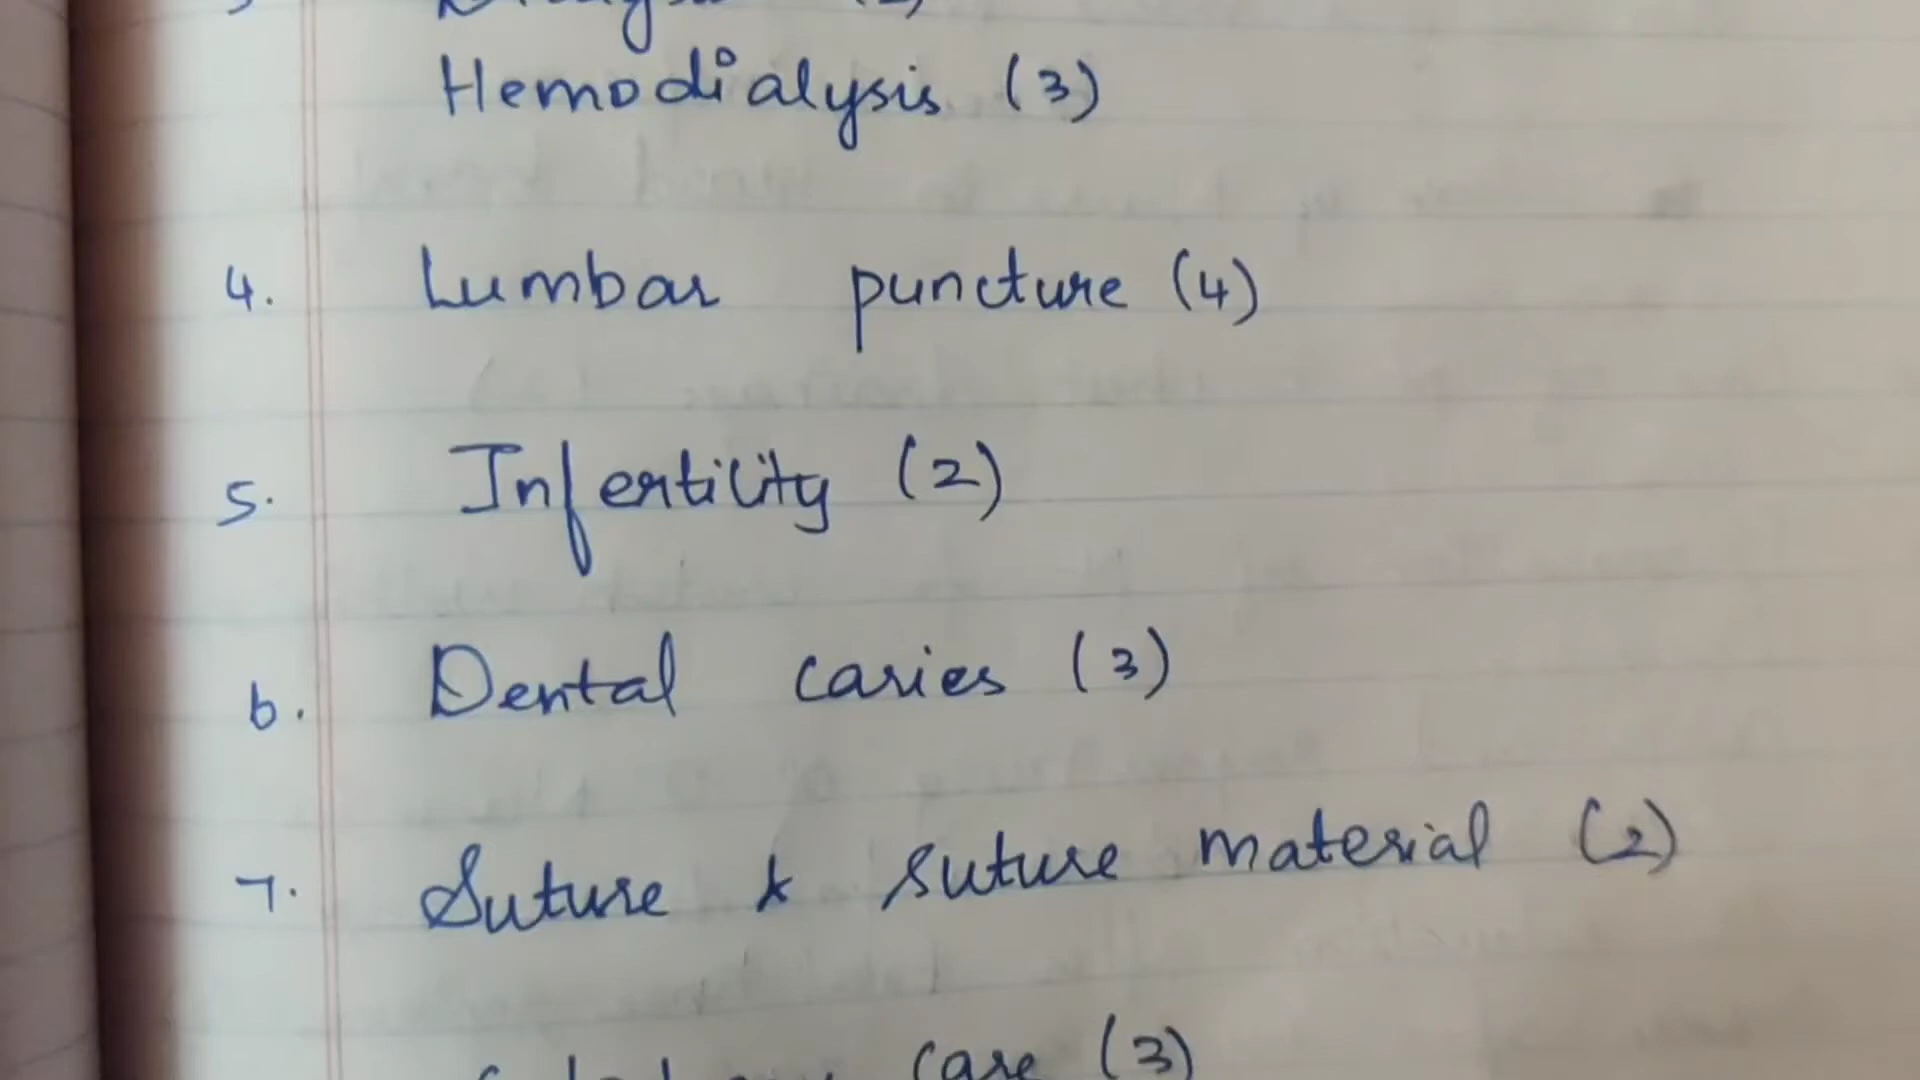 Hemodialysis (3)
4. Lumbar puncture (4)
5. Infertility (2)
6. Dental caries (3)
7. Suture & suture material (2)
care (3)